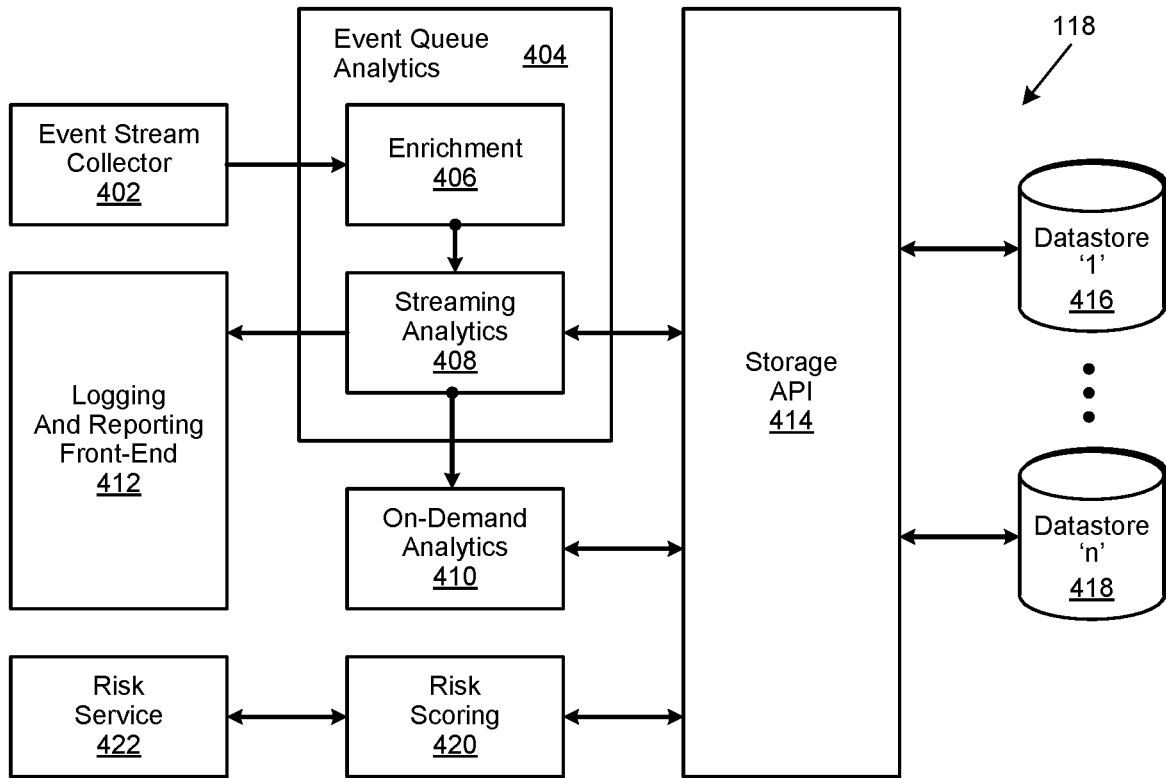 Event Queue
Analytics
404
118
Event Stream
Collector
402
Enrichment
406
Streaming
Analytics
408
Logging
And Reporting
Front-End
412
On-Demand
Analytics
410
Risk
Service
422
Risk
Scoring
420
Storage
API
414
Datastore
‘1’
416
Datastore
‘n’
418